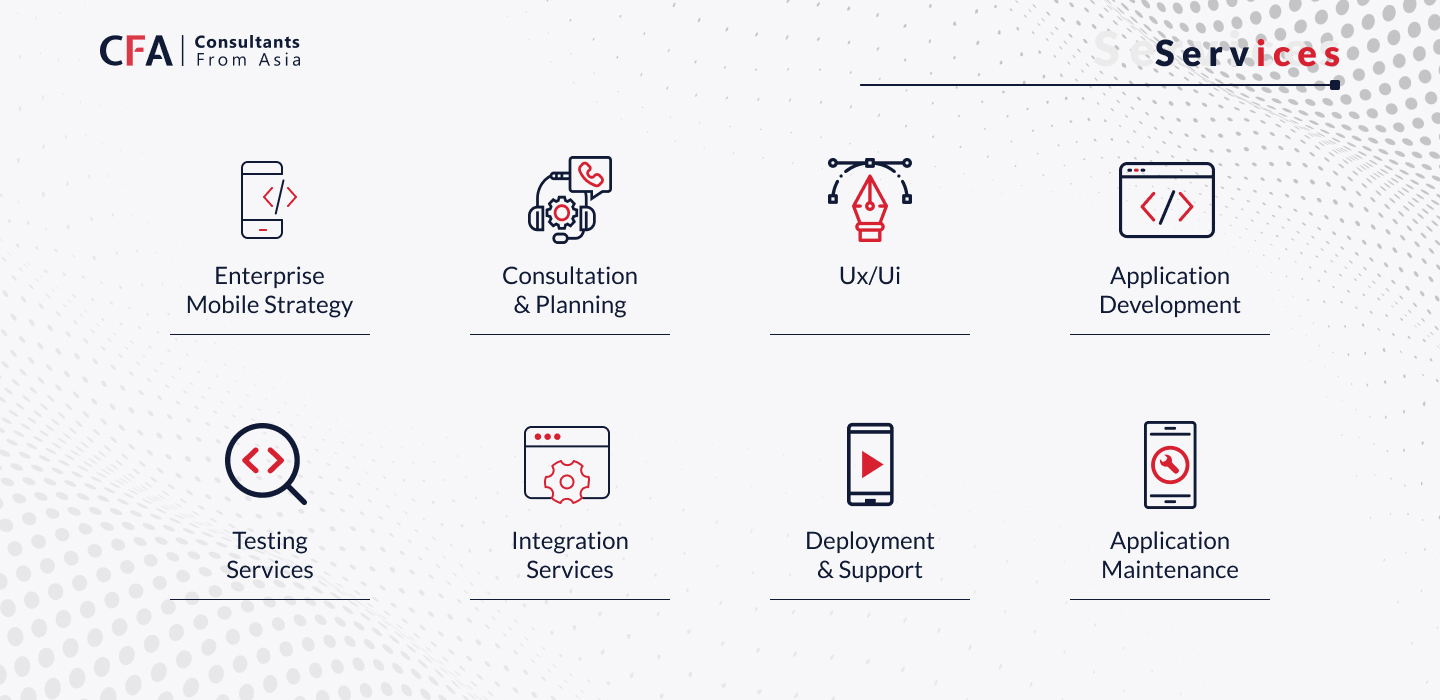 CFA
Consultants
From Asia
Services
Enterprise
Mobile Strategy
Consultation
& Planning
Ux/Ui
Application
Development
Testing
Services
Integration
Services
Deployment
& Support
Application
Maintenance